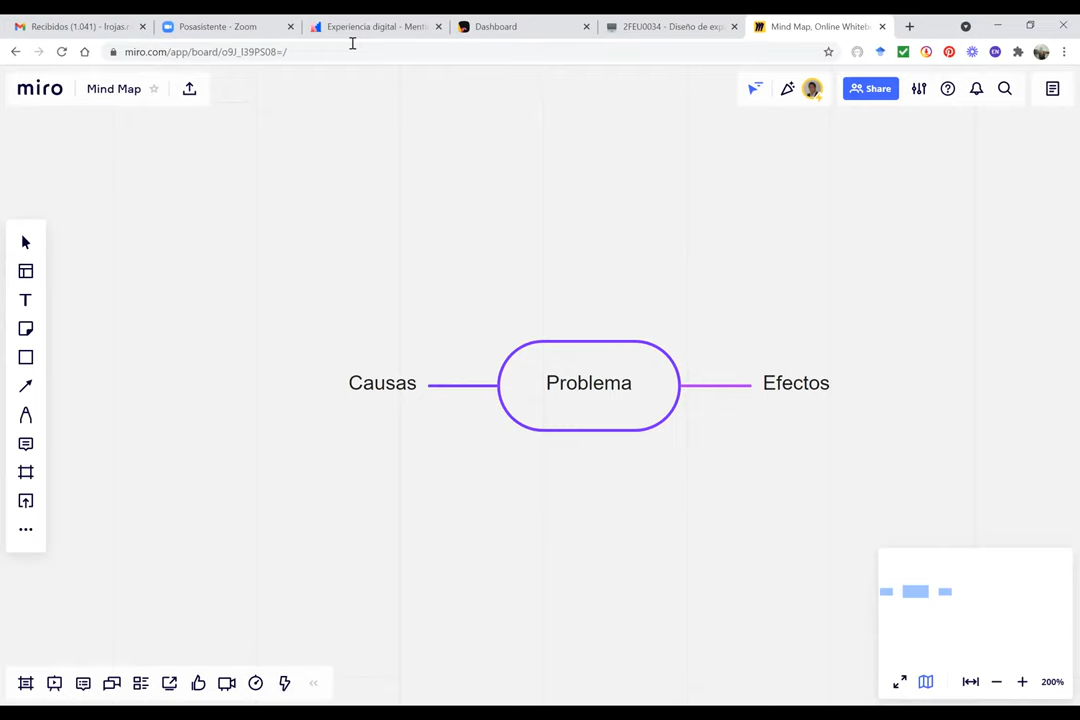 Recibidos (1.041) - lrojas.r
Posasistente - Zoom
Experiencia digital - Menti
Dashboard
2FEU0034 - Diseño de exp
Mind Map, Online Whiteb
miro.com/app/board/o9J_l39PS08=/
miro
Mind Map
Share
Causas
Problema
Efectos
200%